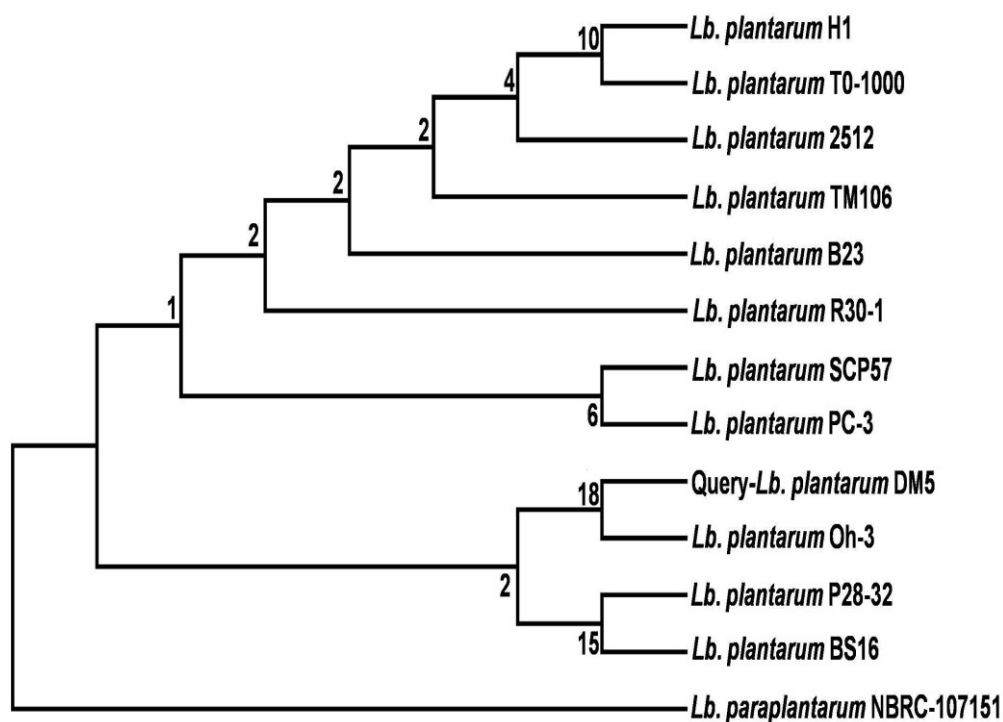 10
Lb. plantarum H1
4
Lb. plantarum T0-1000
2
Lb. plantarum 2512
2
Lb. plantarum TM106
2
Lb. plantarum B23
1
Lb. plantarum R30-1
Lb. plantarum SCP57
6
Lb. plantarum PC-3
18
Query-Lb. plantarum DM5
Lb. plantarum Oh-3
2
Lb. plantarum P28-32
15
Lb. plantarum BS16
Lb. paraplantarum NBRC-107151